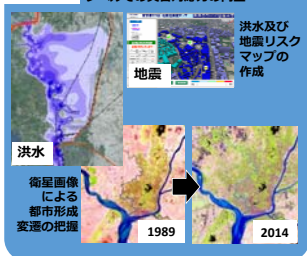 洪水及び
地震リスク
マップの
作成
地震
洪水
衛星画像
による
都市形成
変遷の把握
1989
2014